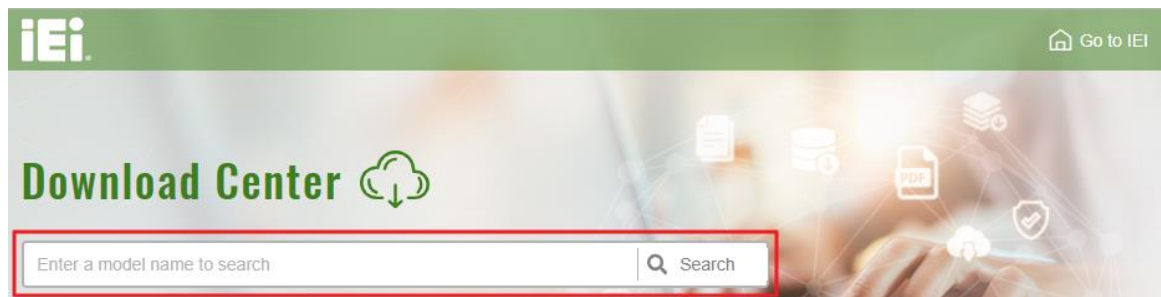 iEi
Go to IEI
PDF
Download Center
Enter a model name to search
Search